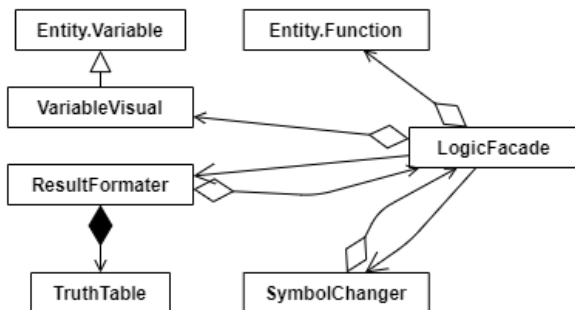 Entity.Variable
Entity.Function
VariableVisual
LogicFacade
ResultFormater
TruthTable
SymbolChanger